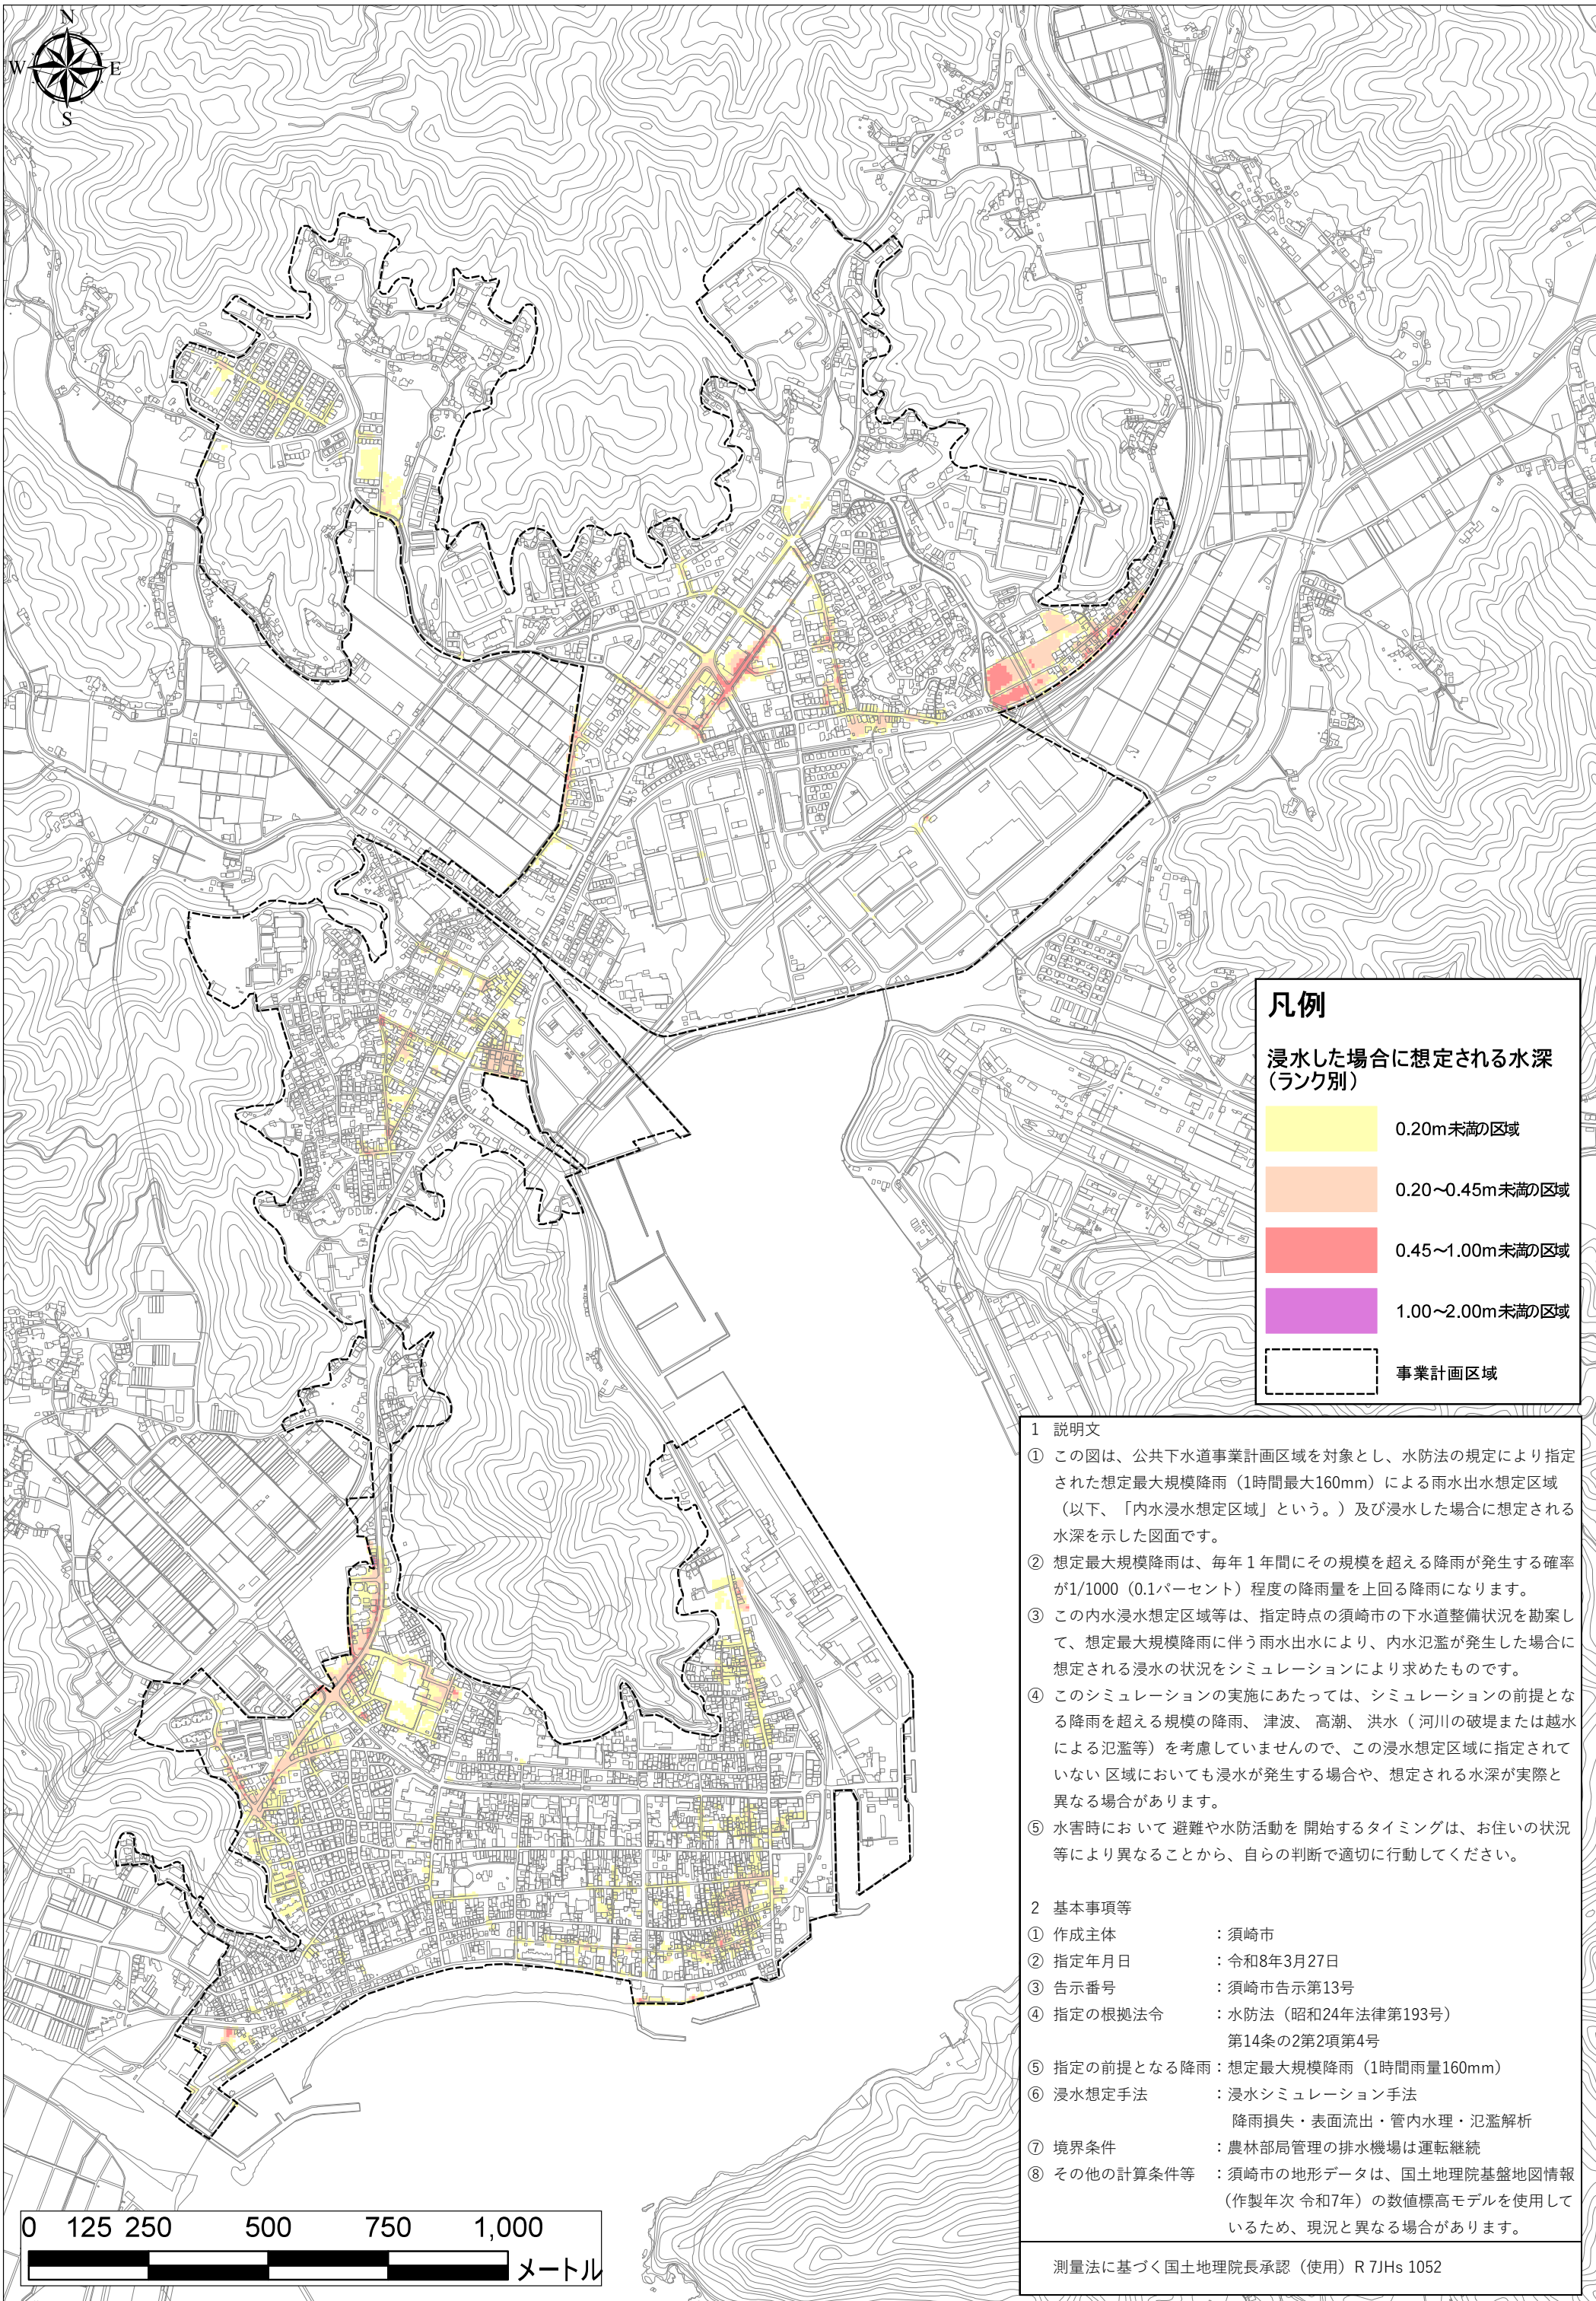 N
W
E
S
凡例
浸水した場合に想定される水深
（ランク別）
0.20m未満の区域
0.20～0.45m未満の区域
0.45～1.00m未満の区域
1.00～2.00m未満の区域
事業計画区域
1 説明文
① この図は、公共下水道事業計画区域を対象とし、水防法の規定により指定
された想定最大規模降雨（1時間最大160mm）による雨水出水想定区域
（以下、「内水浸水想定区域」という。）及び浸水した場合に想定される
水深を示した図面です。
② 想定最大規模降雨は、毎年１年間にその規模を超える降雨が発生する確率
が1/1000（0.1パーセント）程度の降雨量を上回る降雨になります。
③ この内水浸水想定区域等は、指定時点の須崎市の下水道整備状況を勘案し
て、想定最大規模降雨に伴う雨水出水により、内水氾濫が発生した場合に
想定される浸水の状況をシミュレーションにより求めたものです。
④ このシミュレーションの実施にあたっては、シミュレーションの前提とな
る降雨を超える規模の降雨、 津波、 高潮、 洪水（ 河川の破堤または越水
による氾濫等）を考慮していませんので、この浸水想定区域に指定されて
いない 区域においても浸水が発生する場合や、想定される水深が実際と
異なる場合があります。
⑤ 水害時にお いて 避難や水防活動を 開始するタイミングは、お住いの状況
等により異なることから、自らの判断で適切に行動してください。
2 基本事項等
① 作成主体 ：須崎市
② 指定年月日 ：令和8年3月27日
③ 告示番号 ：須崎市告示第13号
④ 指定の根拠法令 ：水防法（昭和24年法律第193号）
第14条の2第2項第4号
⑤ 指定の前提となる降雨：想定最大規模降雨（1時間雨量160mm）
⑥ 浸水想定手法 ：浸水シミュレーション手法
降雨損失・表面流出・管内水理・氾濫解析
⑦ 境界条件 ：農林部局管理の排水機場は運転継続
⑧ その他の計算条件等 ：須崎市の地形データは、国土地理院基盤地図情報
（作製年次 令和7年）の数値標高モデルを使用して
いるため、現況と異なる場合があります。
測量法に基づく国土地理院長承認（使用）R 7JHs 1052
0 125 250 500 750 1,000
メートル